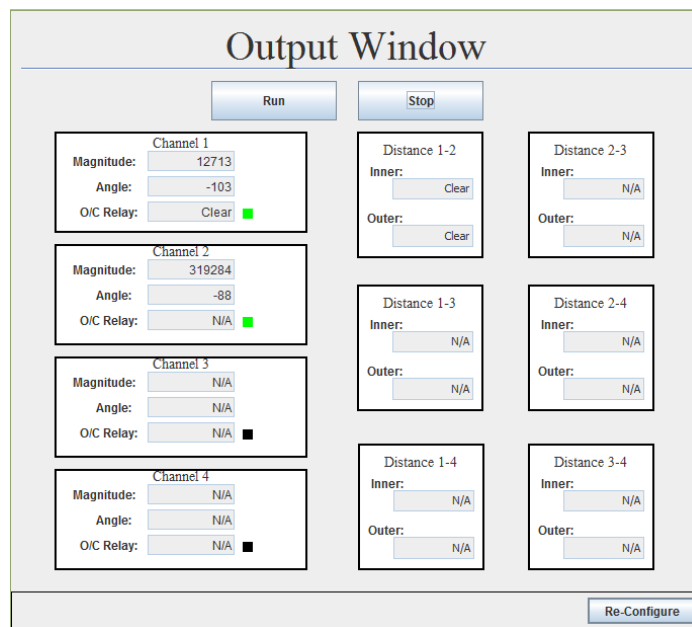 Output Window
Run
Stop
Channel 1
Magnitude: 12713
Angle: -103
O/C Relay: Clear
Channel 2
Magnitude: 319284
Angle: -88
O/C Relay: N/A
Channel 3
Magnitude: N/A
Angle: N/A
O/C Relay: N/A
Channel 4
Magnitude: N/A
Angle: N/A
O/C Relay: N/A
Distance 1-2
Inner:
Clear
Outer:
Clear
Distance 2-3
Inner:
N/A
Outer:
N/A
Distance 1-3
Inner:
N/A
Outer:
N/A
Distance 2-4
Inner:
N/A
Outer:
N/A
Distance 1-4
Inner:
N/A
Outer:
N/A
Distance 3-4
Inner:
N/A
Outer:
N/A
Re-Configure